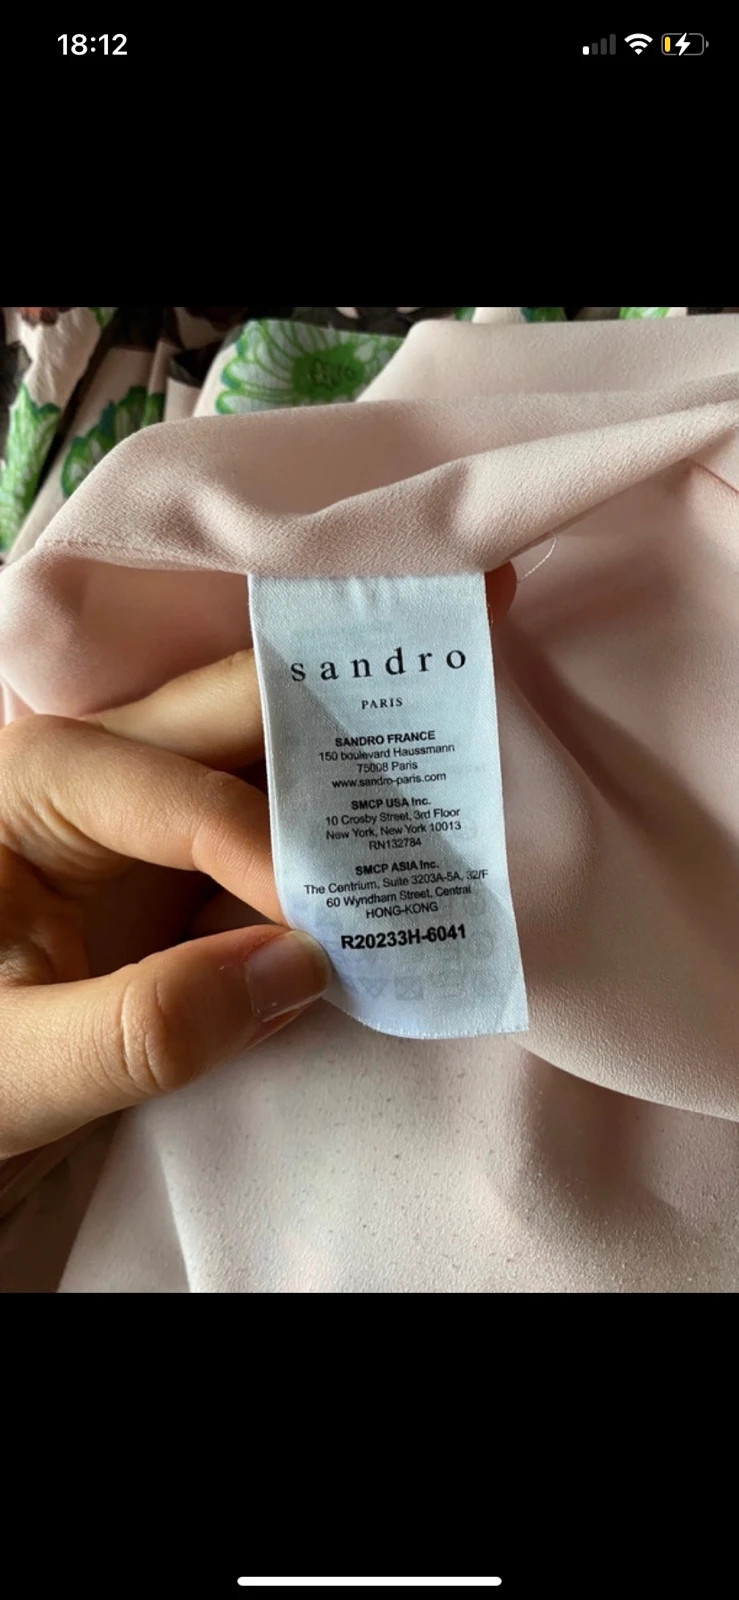 18:12
sandro
PARIS
SANDRO FRANCE
150 boulevard Haussmann
75008 Paris
www.sandro-paris.com
SMCP USA Inc.
10 Crosby Street, 3rd Floor
New York, New York 10013
RN132784
SMCP ASIA Inc.
The Centrium, Suite 3203A-5A, 32/F
60 Wyndham Street, Central
HONG-KONG
R20233H-6041